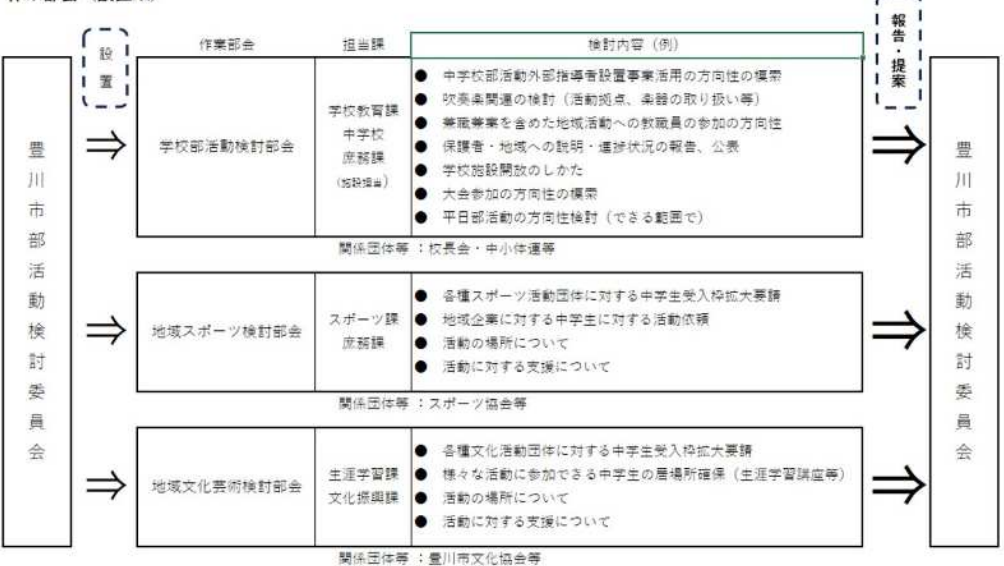 設置
報告・提案
作業部会
担当課
検討内容（例）
豊川市部活動検討委員会
学校部活動検討部会
学校教育課
中学校
庶務課
（施設担当）
● 中学校部活動外部指導者設置事業活用の方向性の模索
● 吹奏楽関連の検討（活動拠点、楽器の取り扱い等）
● 兼職兼業を含めた地域活動への教職員の参加の方向性
● 保護者・地域への説明・進捗状況の報告、公表
● 学校施設開放のしかた
● 大会参加の方向性の模索
● 平日部活動の方向性検討（できる範囲で）
関係団体等 ：校長会・中小体連等
地域スポーツ検討部会
スポーツ課
庶務課
● 各種スポーツ活動団体に対する中学生受入枠拡大要請
● 地域企業に対する中学生に対する活動依頼
● 活動の場所について
● 活動に対する支援について
関係団体等 ：スポーツ協会等
地域文化芸術検討部会
生涯学習課
文化振興課
● 各種文化活動団体に対する中学生受入枠拡大要請
● 様々な活動に参加できる中学生の居場所確保（生涯学習講座等）
● 活動の場所について
● 活動に対する支援について
関係団体等 ：豊川市文化協会等
豊川市部活動検討委員会